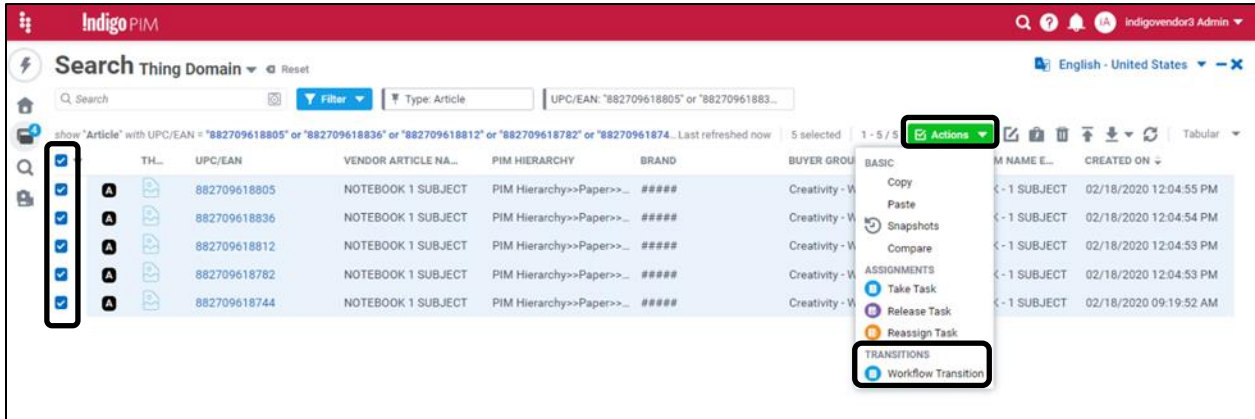 !ndigo PIM
iA indigovendor3 Admin
Search Thing Domain Reset
English - United States
Search Filter Type: Article UPC/EAN: "882709618805" or "88270961883...
show "Article" with UPC/EAN = "882709618805" or "882709618836" or "882709618812" or "882709618782" or "88270961874... Last refreshed now 5 selected 1 - 5 / 5 Actions Tabular
4
TH... UPC/EAN VENDOR ARTICLE NA... PIM HIERARCHY BRAND BUYER GROU M NAME E... CREATED ON
A 882709618805 NOTEBOOK 1 SUBJECT PIM Hierarchy>>Paper>>... ##### Creativity - W K - 1 SUBJECT 02/18/2020 12:04:55 PM
A 882709618836 NOTEBOOK 1 SUBJECT PIM Hierarchy>>Paper>>... ##### Creativity - W K - 1 SUBJECT 02/18/2020 12:04:54 PM
A 882709618812 NOTEBOOK 1 SUBJECT PIM Hierarchy>>Paper>>... ##### Creativity - W K - 1 SUBJECT 02/18/2020 12:04:53 PM
A 882709618782 NOTEBOOK 1 SUBJECT PIM Hierarchy>>Paper>>... ##### Creativity - W K - 1 SUBJECT 02/18/2020 12:04:53 PM
A 882709618744 NOTEBOOK 1 SUBJECT PIM Hierarchy>>Paper>>... ##### Creativity - W K - 1 SUBJECT 02/18/2020 09:19:52 AM
BASIC
Copy
Paste
Snapshots
Compare
ASSIGNMENTS
Take Task
Release Task
Reassign Task
TRANSITIONS
Workflow Transition